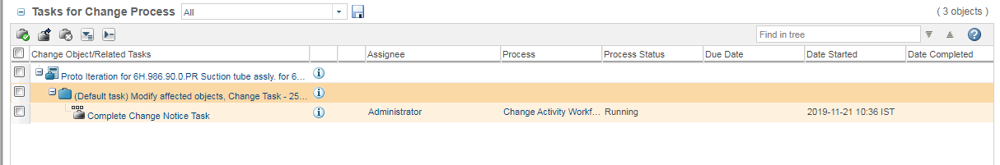 Tasks for Change Process All ( 3 objects )
Find in tree
Change Object/Related Tasks Assignee Process Process Status Due Date Date Started Date Completed
Proto Iteration for 6H.986.90.0.PR Suction tube assly. for 6...
(Default task) Modify affected objects, Change Task - 25...
Complete Change Notice Task Administrator Change Activity Workf... Running 2019-11-21 10:36 IST